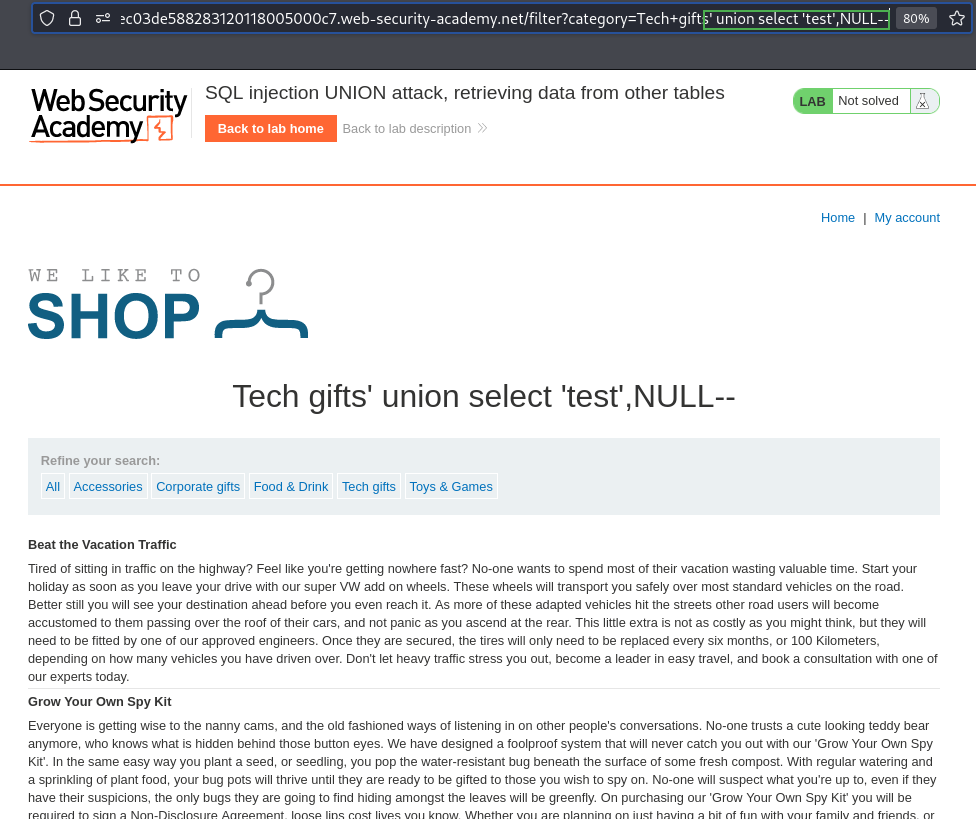 ec03de588283120118005000c7.web-security-academy.net/filter?category=Tech+gifts' union select 'test',NULL-- 80%
WebSecurity
Academy
SQL injection UNION attack, retrieving data from other tables
Back to lab home Back to lab description
LAB Not solved
Home | My account
WE LIKE TO
SHOP
Tech gifts' union select 'test',NULL--
Refine your search:
All Accessories Corporate gifts Food & Drink Tech gifts Toys & Games
Beat the Vacation Traffic
Tired of sitting in traffic on the highway? Feel like you're getting nowhere fast? No-one wants to spend most of their vacation wasting valuable time. Start your
holiday as soon as you leave your drive with our super VW add on wheels. These wheels will transport you safely over most standard vehicles on the road.
Better still you will see your destination ahead before you even reach it. As more of these adapted vehicles hit the streets other road users will become
accustomed to them passing over the roof of their cars, and not panic as you ascend at the rear. This little extra is not as costly as you might think, but they will
need to be fitted by one of our approved engineers. Once they are secured, the tires will only need to be replaced every six months, or 100 Kilometers,
depending on how many vehicles you have driven over. Don't let heavy traffic stress you out, become a leader in easy travel, and book a consultation with one of
our experts today.
Grow Your Own Spy Kit
Everyone is getting wise to the nanny cams, and the old fashioned ways of listening in on other people's conversations. No-one trusts a cute looking teddy bear
anymore, who knows what is hidden behind those button eyes. We have designed a foolproof system that will never catch you out with our 'Grow Your Own Spy
Kit'. In the same easy way you plant a seed, or seedling, you pop the water-resistant bug beneath the surface of some fresh compost. With regular watering and
a sprinkling of plant food, your bug pots will thrive until they are ready to be gifted to those you wish to spy on. No-one will suspect what you're up to, even if they
have their suspicions, the only bugs they are going to find hiding amongst the leaves will be greenfly. On purchasing our 'Grow Your Own Spy Kit' you will be
required to sign a Non-Disclosure Agreement, loose lips cost lives you know. Whether you are planning on just having a bit of fun with your family and friends, or